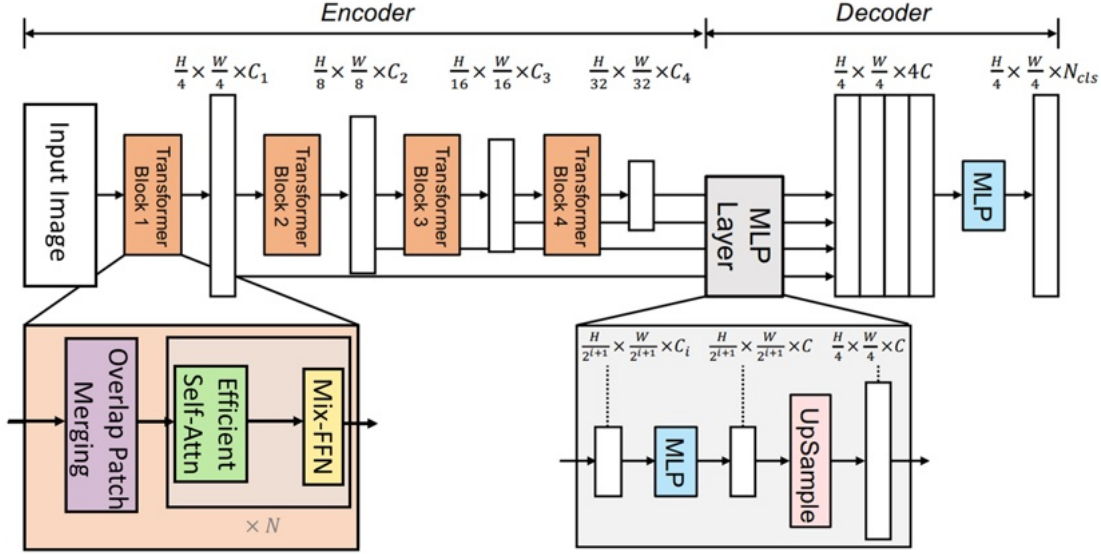 Encoder
Decoder
H/4 × W/4 ×C₁
H/8 × W/8 ×C₂
H/16 × W/16 ×C₃
H/32 × W/32 ×C₄
H/4 × W/4 ×4C
H/4 × W/4 ×N_cls
Input Image
Transformer
Block 1
Transformer
Block 2
Transformer
Block 3
Transformer
Block 4
MLP
Layer
MLP
Overlap Patch
Merging
Efficient
Self-Attn
Mix-FFN
× N
H/2^{i+1} × W/2^{i+1} ×C_i
H/2^{i+1} × W/2^{i+1} ×C
H/4 × W/4 ×C
MLP
UpSample